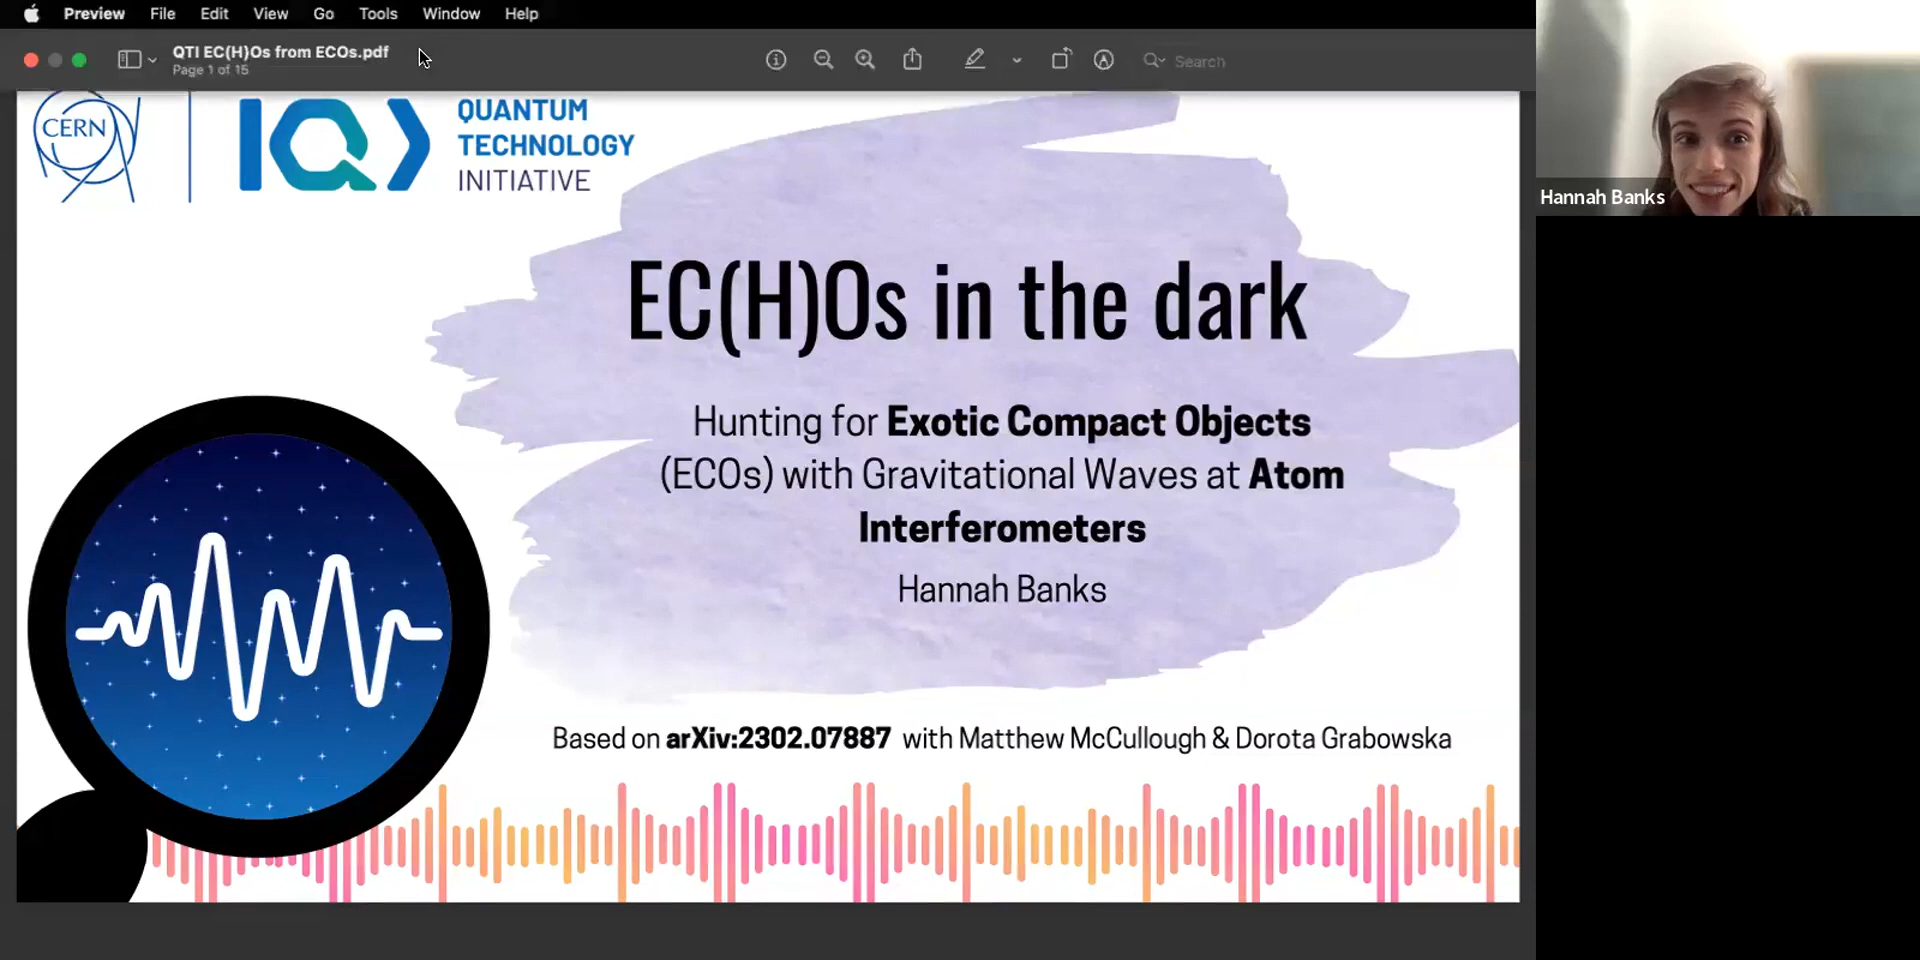 Preview File Edit View Go Tools Window Help
QTI EC(H)Os from ECOs.pdf
Page 1 of 15
Search
CERN
IQ
QUANTUM
TECHNOLOGY
INITIATIVE
EC(H)Os in the dark
Hunting for Exotic Compact Objects
(ECOs) with Gravitational Waves at Atom
Interferometers
Hannah Banks
Based on arXiv:2302.07887 with Matthew McCullough & Dorota Grabowska
Hannah Banks